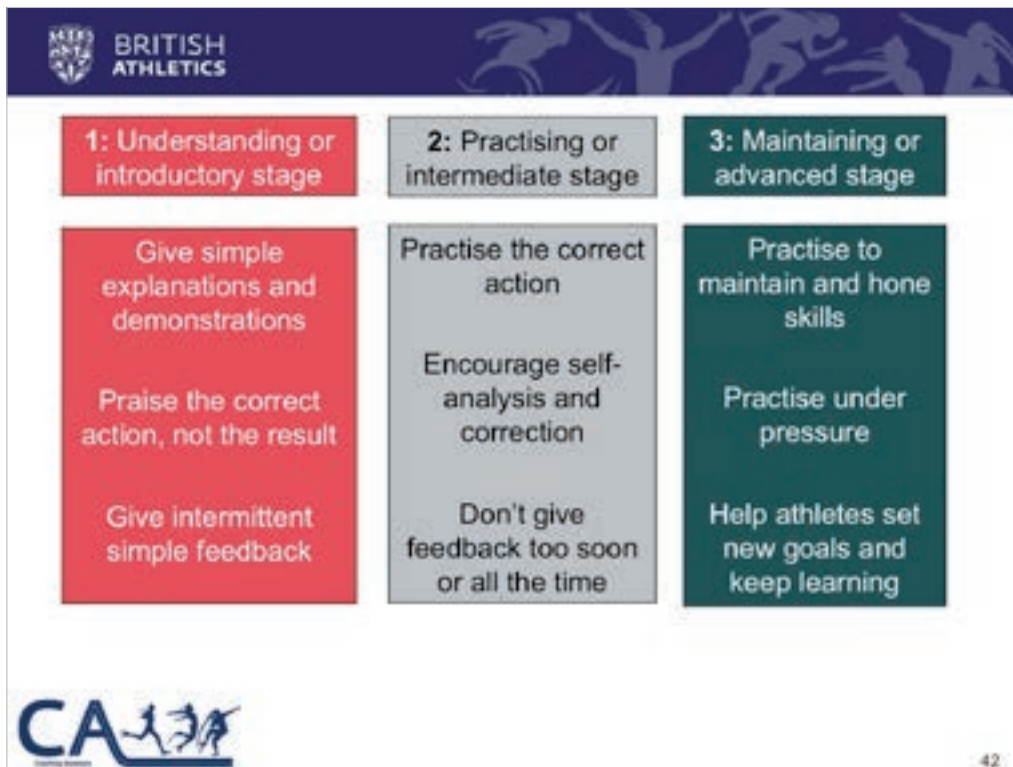 BRITISH
ATHLETICS
1: Understanding or
introductory stage
2: Practising or
intermediate stage
3: Maintaining or
advanced stage
Give simple
explanations and
demonstrations
Praise the correct
action, not the result
Give intermittent
simple feedback
Practise the correct
action
Encourage self-
analysis and
correction
Don't give
feedback too soon
or all the time
Practise to
maintain and hone
skills
Practise under
pressure
Help athletes set
new goals and
keep learning
CA
42